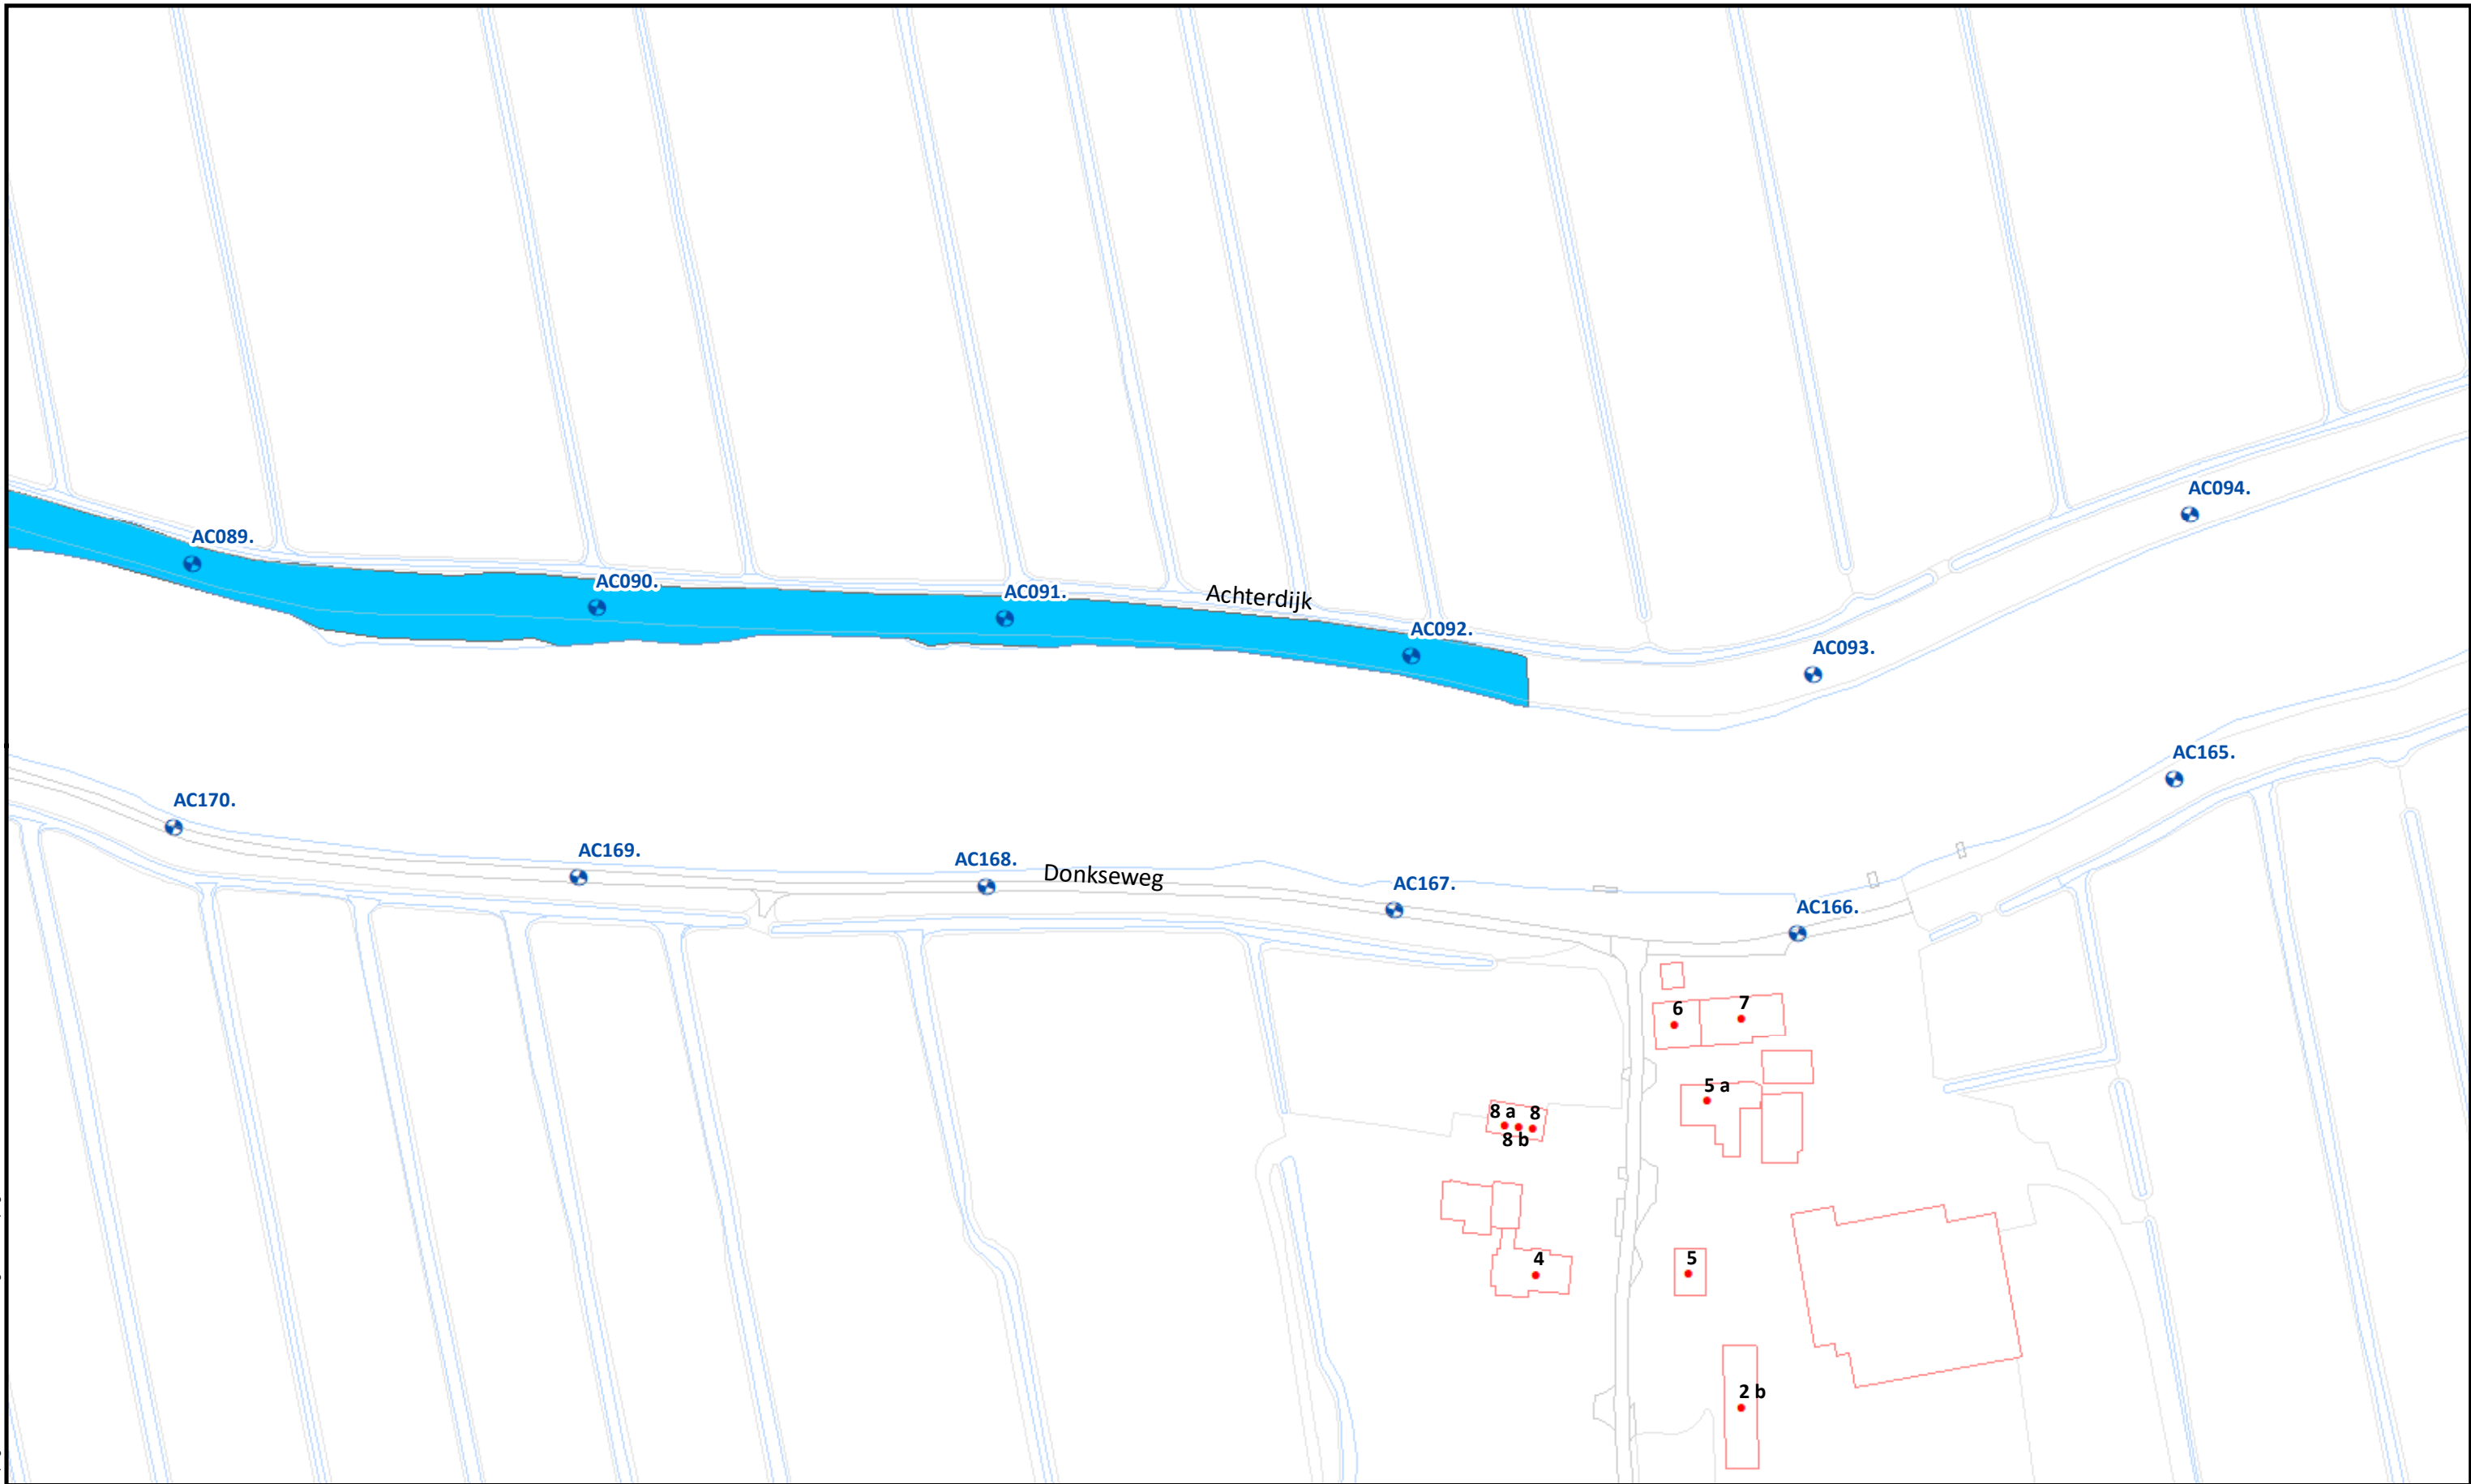 AC094.
AC089.
AC090.
AC091.
Achterdijk
AC092.
AC093.
AC165.
AC170.
AC169.
AC168.
Donkseweg
AC167.
AC166.
6
7
5 a
8 a
8
8 b
4
5
2 b